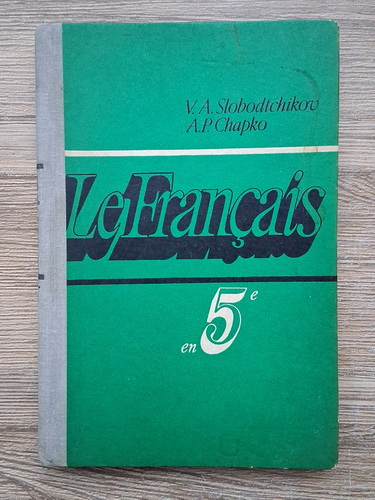 V. A. Slobodtchikov
A. P. Chapko
Le Français
en 5e